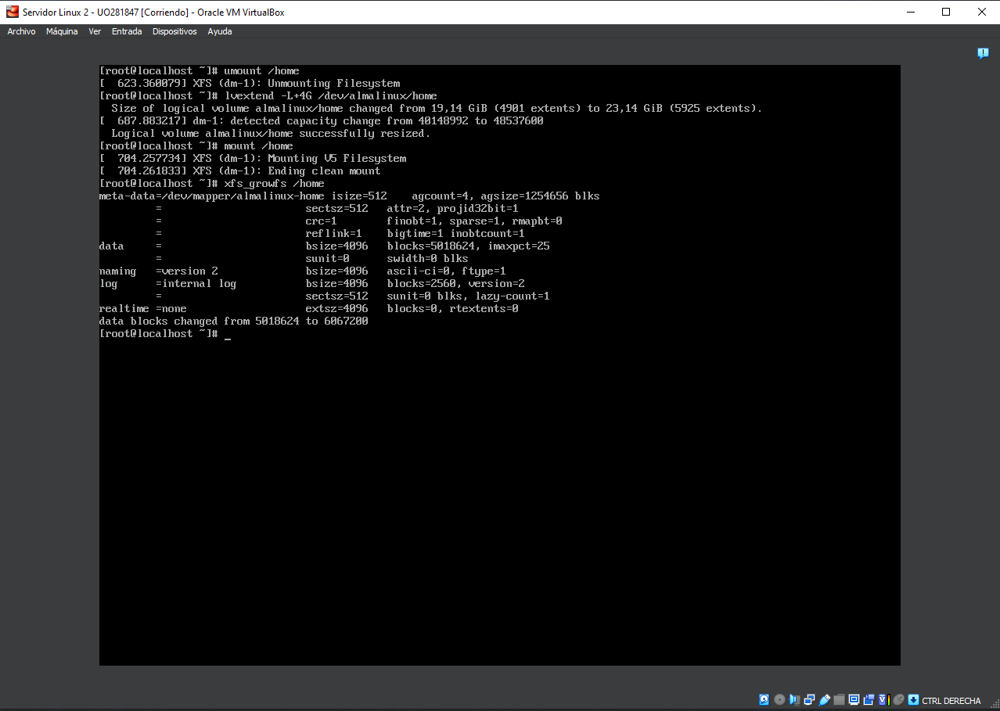 Servidor Linux 2 - UO281847 [Corriendo] - Oracle VM VirtualBox
Archivo Máquina Ver Entrada Dispositivos Ayuda
[root@localhost ~]# umount /home
[  623.360079] XFS (dm-1): Unmounting Filesystem
[root@localhost ~]# lvextend -L+4G /dev/almalinux/home
  Size of logical volume almalinux/home changed from 19,14 GiB (4901 extents) to 23,14 GiB (5925 extents).
[  687.883217] dm-1: detected capacity change from 40148992 to 48537600
  Logical volume almalinux/home successfully resized.
[root@localhost ~]# mount /home
[  704.257734] XFS (dm-1): Mounting V5 Filesystem
[  704.261833] XFS (dm-1): Ending clean mount
[root@localhost ~]# xfs_growfs /home
meta-data=/dev/mapper/almalinux-home isize=512    agcount=4, agsize=1254656 blks
         =                       sectsz=512   attr=2, projid32bit=1
         =                       crc=1        finobt=1, sparse=1, rmapbt=0
         =                       reflink=1    bigtime=1 inobtcount=1
data     =                       bsize=4096   blocks=5018624, imaxpct=25
         =                       sunit=0      swidth=0 blks
naming   =version 2              bsize=4096   ascii-ci=0, ftype=1
log      =internal log           bsize=4096   blocks=2560, version=2
         =                       sectsz=512   sunit=0 blks, lazy-count=1
realtime =none                   extsz=4096   blocks=0, rtextents=0
data blocks changed from 5018624 to 6067200
[root@localhost ~]# _
CTRL DERECHA